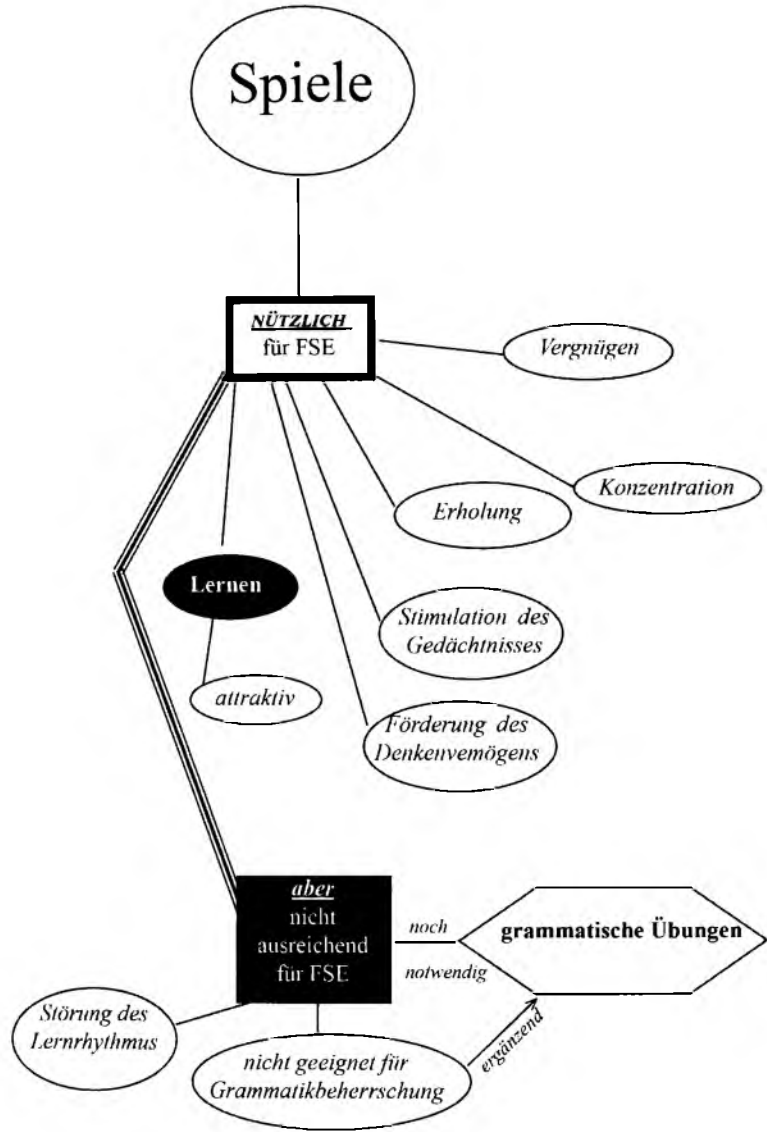 Spiele
NÜTZLICH
für FSE
Vergnügen
Konzentration
Erholung
Lernen
Stimulation des
Gedächtnisses
attraktiv
Förderung des
Denkenvemögens
aber
nicht
ausreichend
für FSE
noch
notwendig
grammatische Übungen
Störung des
Lernrhythmus
nicht geeignet für
Grammatikbeherrschung
ergänzend